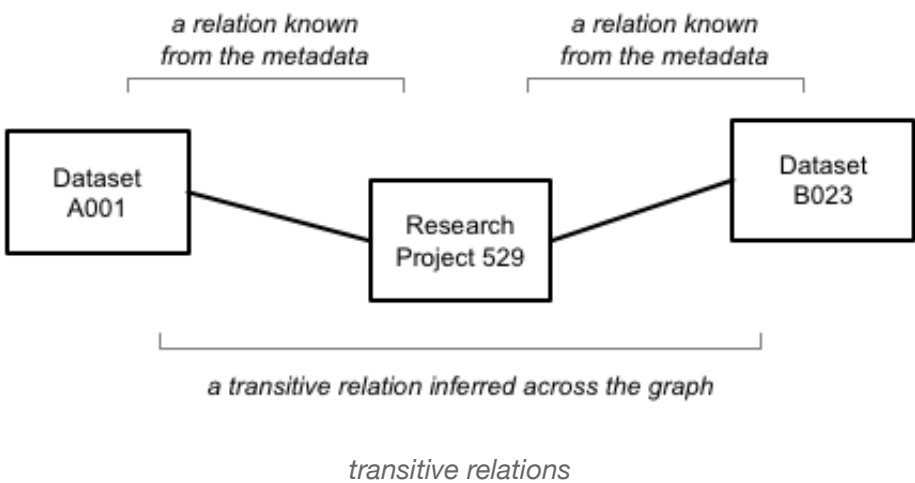 a relation known
from the metadata
a relation known
from the metadata
Dataset
A001
Research
Project 529
Dataset
B023
a transitive relation inferred across the graph
transitive relations